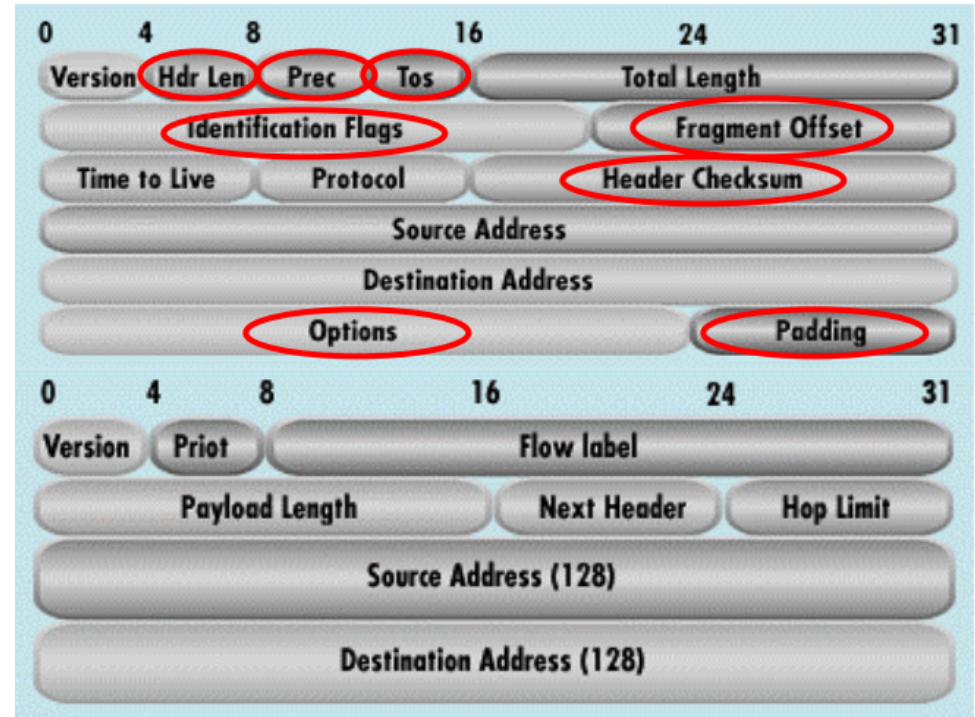 0 4 8 16 24 31
Version Hdr Len Prec Tos Total Length
Identification Flags Fragment Offset
Time to Live Protocol Header Checksum
Source Address
Destination Address
Options Padding
0 4 8 16 24 31
Version Priot Flow label
Payload Length Next Header Hop Limit
Source Address (128)
Destination Address (128)